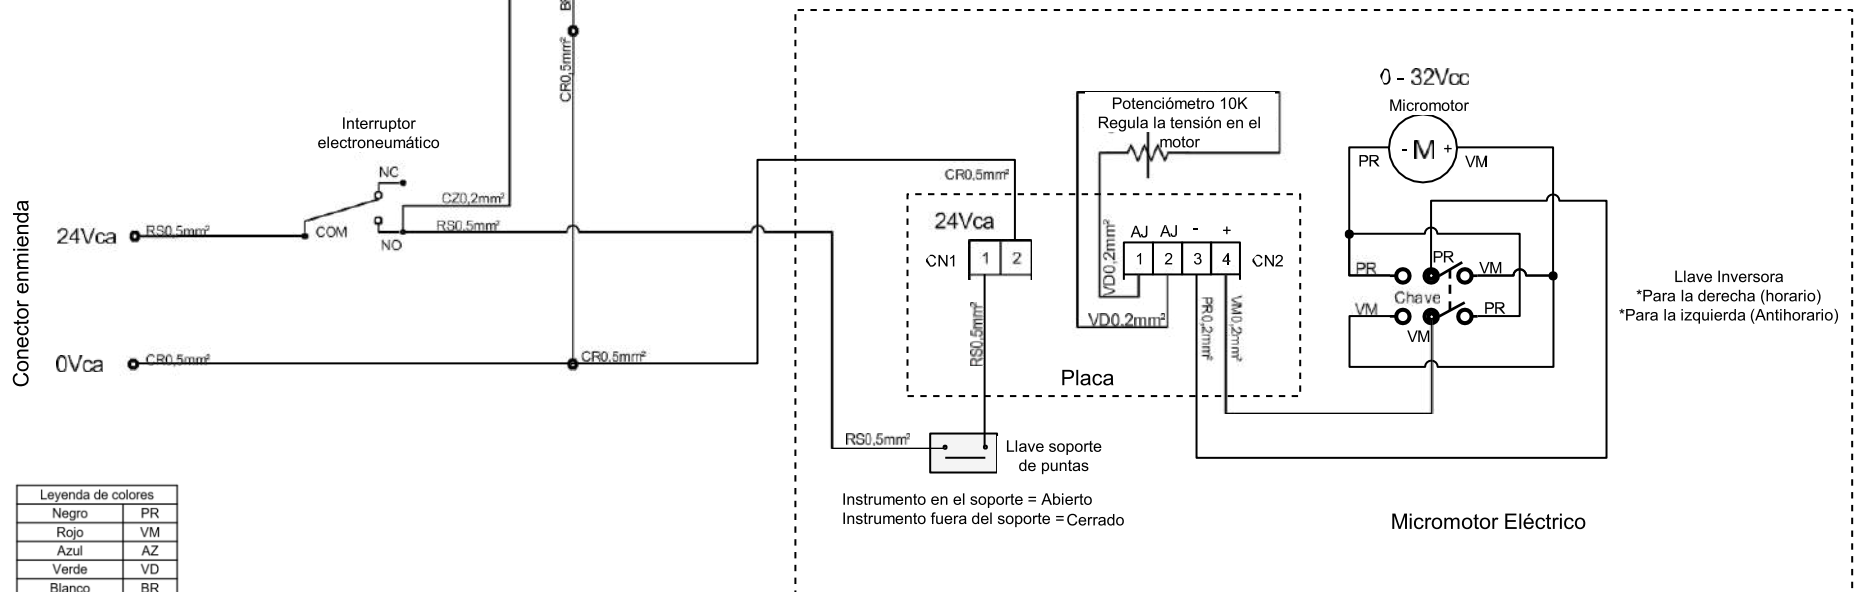 Conector enmienda
24Vca
RS0,5mm²
COM
Interruptor
electroneumático
NC
NO
CZ0,2mm²
RS0,5mm²
CR0,5mm²
0Vca
CR0,5mm²
CR0,5mm²
RS0,5mm²
CR0,5mm²
24Vca
CN1
1 2
RS0,5mm²
Llave soporte
de puntas
Instrumento en el soporte = Abierto
Instrumento fuera del soporte = Cerrado
Potenciómetro 10K
Regula la tensión en el
motor
VD0,2mm²
VD0,2mm²
AJ AJ - +
1 2 3 4
CN2
PR0,2mm²
VM0,2mm²
Placa
0 - 32Vcc
Micromotor
- M +
PR
VM
PR
PR
VM
VM
Chave
PR
VM
Llave Inversora
*Para la derecha (horario)
*Para la izquierda (Antihorario)
Micromotor Eléctrico
Leyenda de colores
Negro PR
Rojo VM
Azul AZ
Verde VD
Blanco BR